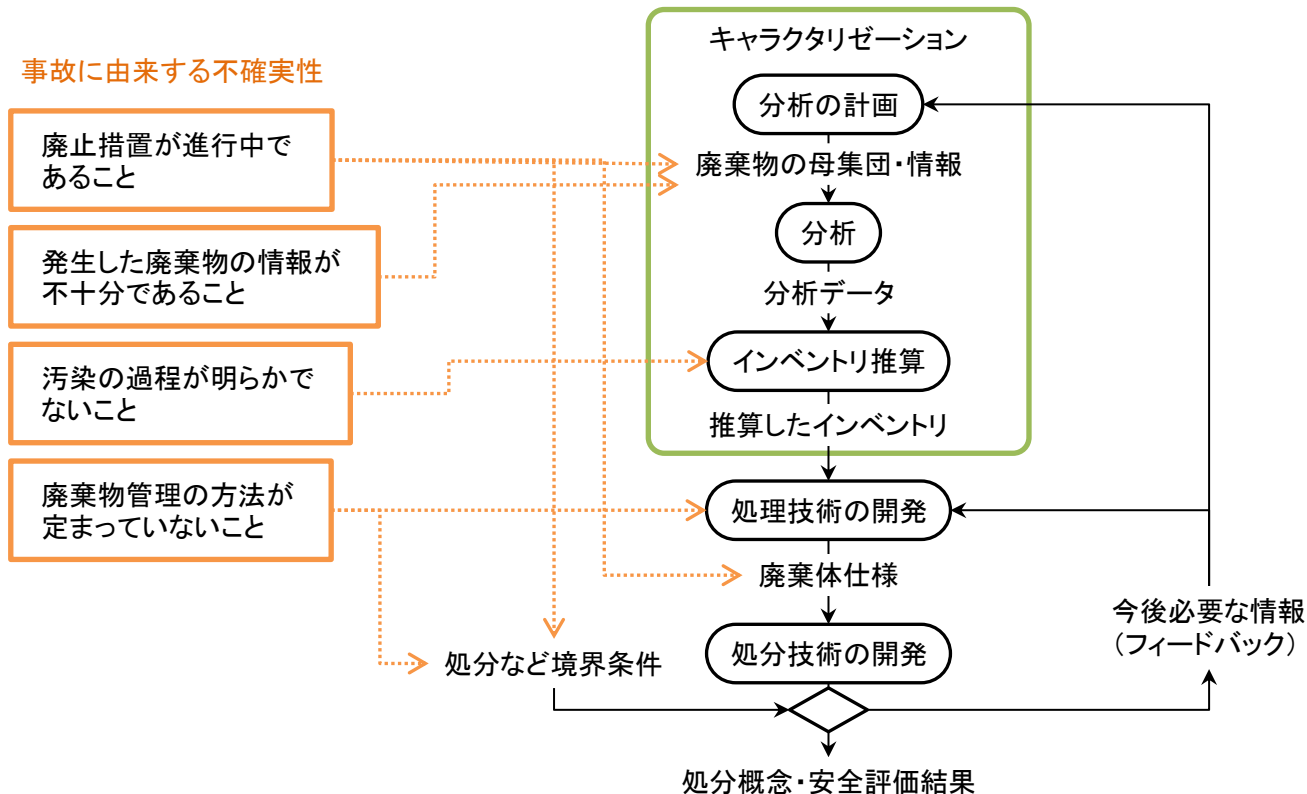 事故に由来する不確実性
廃止措置が進行中で
あること
発生した廃棄物の情報が
不十分であること
汚染の過程が明らかで
ないこと
廃棄物管理の方法が
定まっていないこと
キャラクタリゼーション
分析の計画
廃棄物の母集団・情報
分析
分析データ
インベントリ推算
推算したインベントリ
処理技術の開発
廃棄体仕様
処分技術の開発
処分など境界条件
今後必要な情報
（フィードバック）
処分概念・安全評価結果